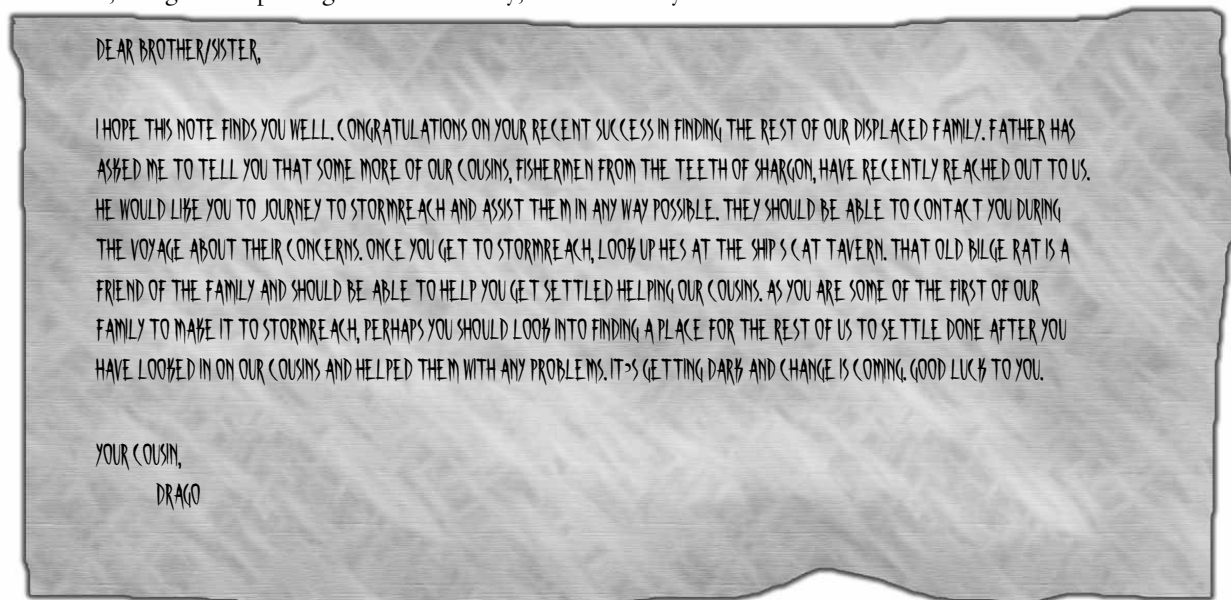 DEAR BROTHER/SISTER,
I HOPE THIS NOTE FINDS YOU WELL. CONGRATULATIONS ON YOUR RECENT SUCCESS IN FINDING THE REST OF OUR DISPLACED FAMILY. FATHER HAS
ASKED ME TO TELL YOU THAT SOME MORE OF OUR COUSINS, FISHERMEN FROM THE TEETH OF SHARGON, HAVE RECENTLY REACHED OUT TO US.
HE WOULD LIKE YOU TO JOURNEY TO STORMREACH AND ASSIST THEM IN ANY WAY POSSIBLE. THEY SHOULD BE ABLE TO CONTACT YOU DURING
THE VOYAGE ABOUT THEIR CONCERNS. ONCE YOU GET TO STORMREACH, LOOK UP HES AT THE SHIP S CAT TAVERN. THAT OLD BILGE RAT IS A
FRIEND OF THE FAMILY AND SHOULD BE ABLE TO HELP YOU GET SETTLED HELPING OUR COUSINS. AS YOU ARE SOME OF THE FIRST OF OUR
FAMILY TO MAKE IT TO STORMREACH, PERHAPS YOU SHOULD LOOK INTO FINDING A PLACE FOR THE REST OF US TO SETTLE DONE AFTER YOU
HAVE LOOKED IN ON OUR COUSINS AND HELPED THEM WITH ANY PROBLEMS. IT'S GETTING DARK AND CHANGE IS COMING. GOOD LUCK TO YOU.
YOUR COUSIN,
DRAGO